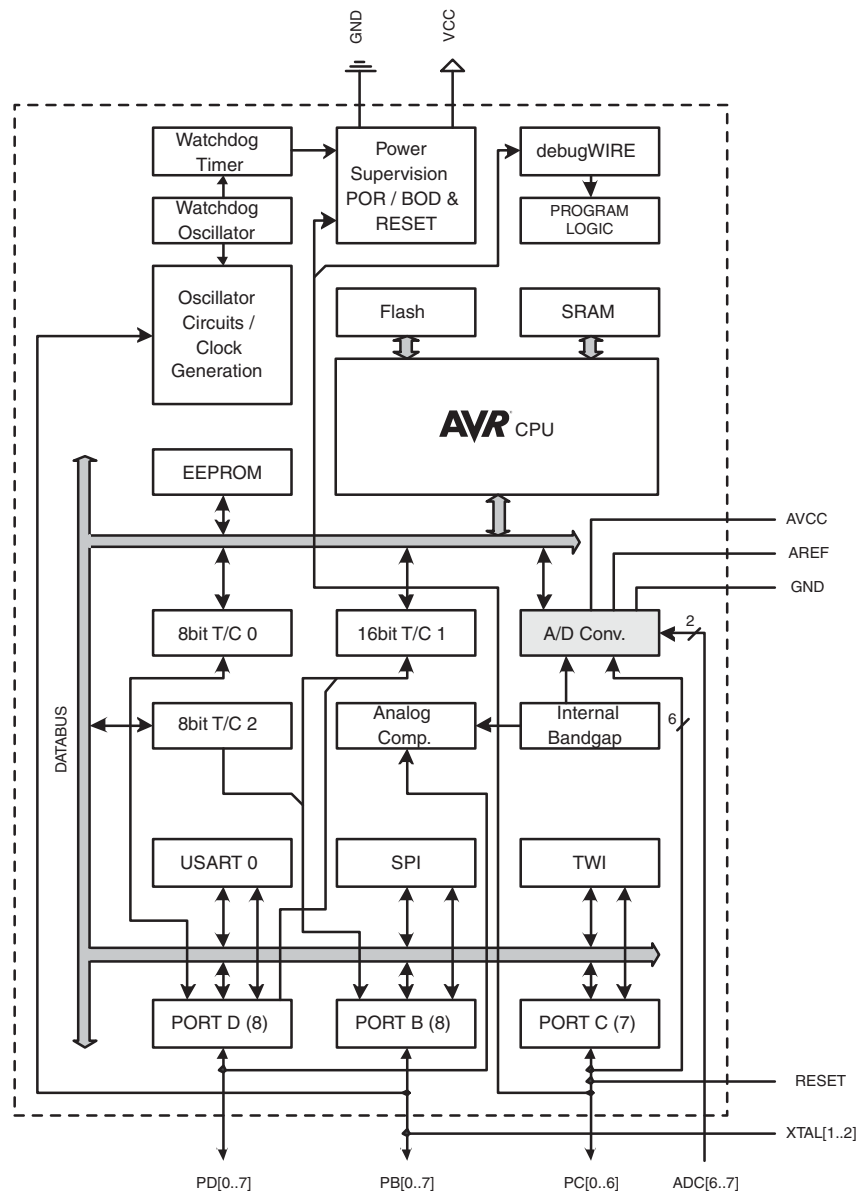 GND
VCC
Watchdog
Timer
Power
Supervision
POR / BOD &
RESET
debugWIRE
Watchdog
Oscillator
PROGRAM
LOGIC
Oscillator
Circuits /
Clock
Generation
Flash
SRAM
AVR CPU
EEPROM
AVCC
AREF
GND
8bit T/C 0
16bit T/C 1
A/D Conv.
2
DATABUS
8bit T/C 2
Analog
Comp.
Internal
Bandgap
6
USART 0
SPI
TWI
PORT D (8)
PORT B (8)
PORT C (7)
RESET
XTAL[1..2]
PD[0..7]
PB[0..7]
PC[0..6]
ADC[6..7]